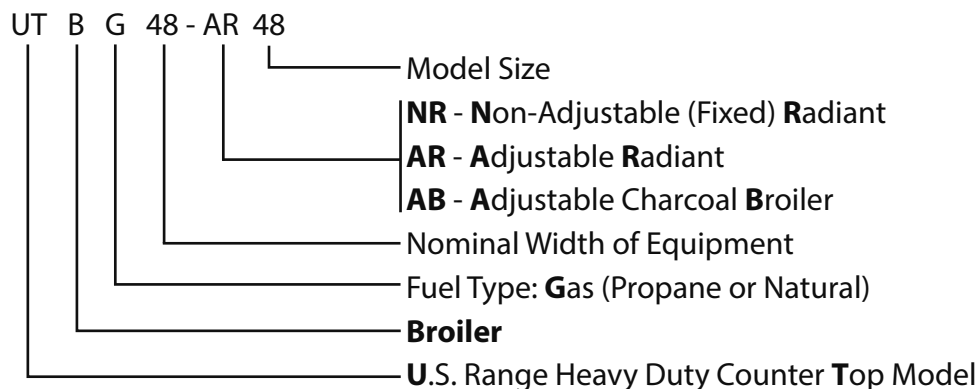 UT B G 48 - AR 48
Model Size
NR - Non-Adjustable (Fixed) Radiant
AR - Adjustable Radiant
AB - Adjustable Charcoal Broiler
Nominal Width of Equipment
Fuel Type: Gas (Propane or Natural)
Broiler
U.S. Range Heavy Duty Counter Top Model